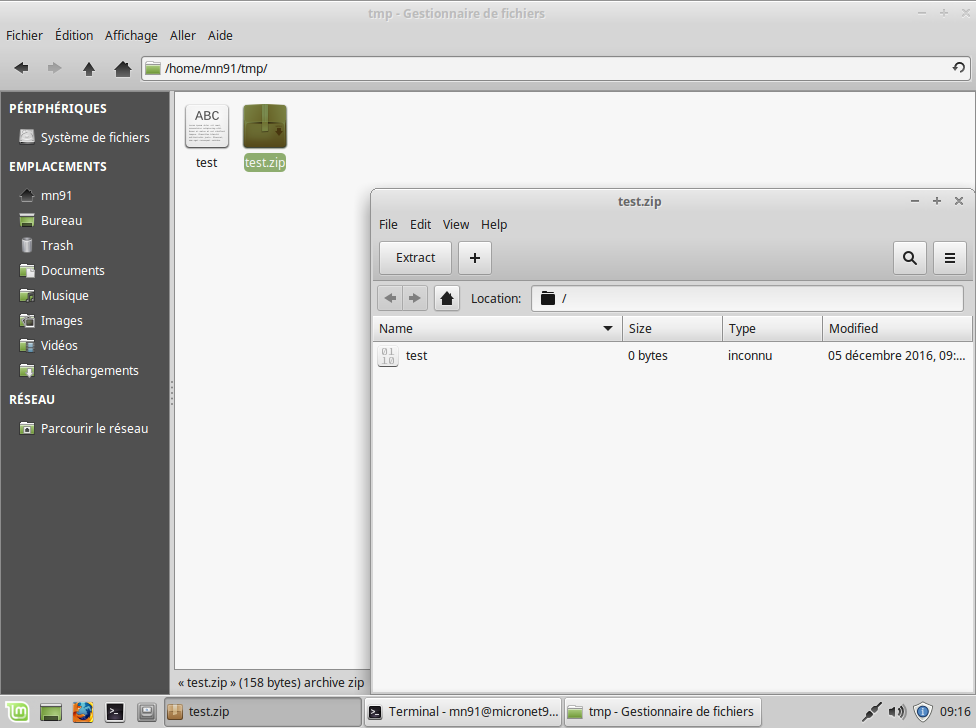 tmp - Gestionnaire de fichiers
Fichier Édition Affichage Aller Aide
/home/mn91/tmp/
PÉRIPHÉRIQUES
Système de fichiers
EMPLACEMENTS
mn91
Bureau
Trash
Documents
Musique
Images
Vidéos
Téléchargements
RÉSEAU
Parcourir le réseau
ABC
test
test.zip
test.zip
File Edit View Help
Extract
Location: /
Name Size Type Modified
test 0 bytes inconnu 05 décembre 2016, 09:...
« test.zip » (158 bytes) archive zip
test.zip
Terminal - mn91@micronet9...
tmp - Gestionnaire de fichiers
09:16